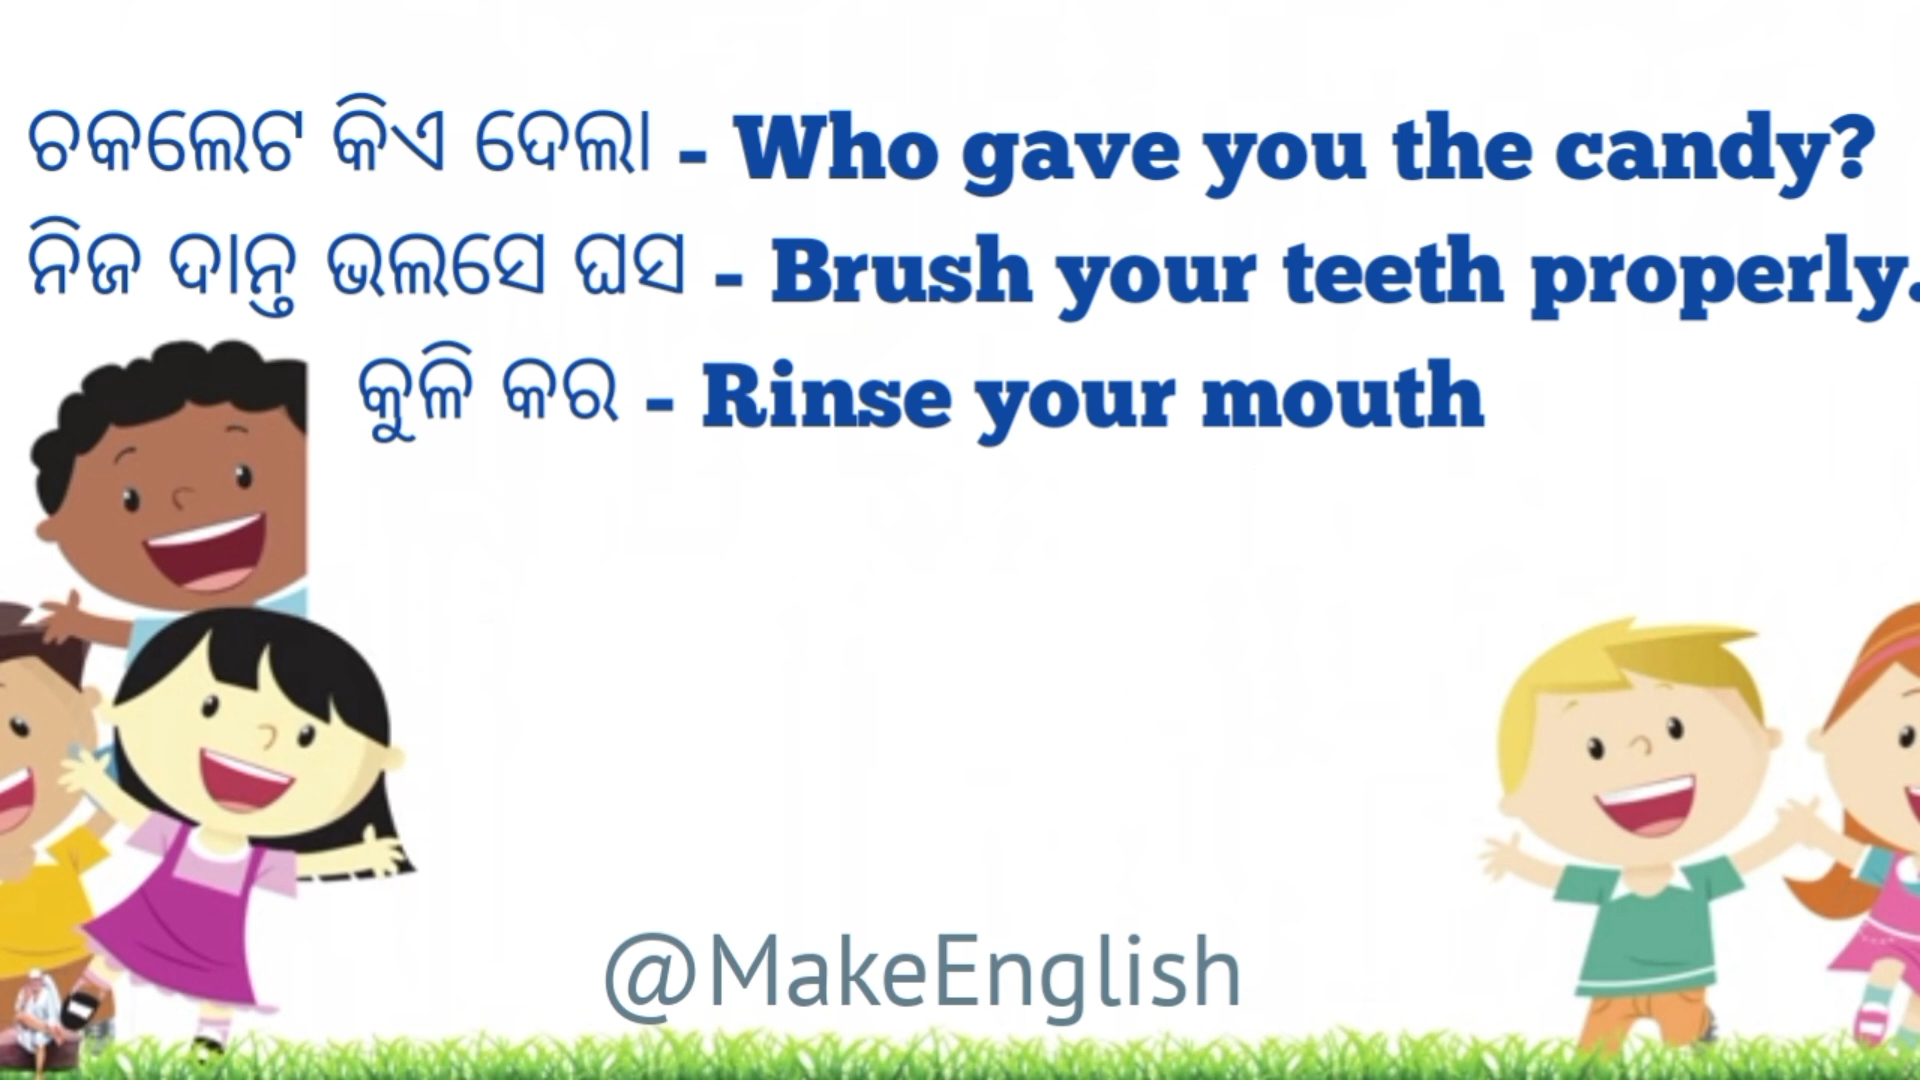 ଚକଲେଟ କିଏ ଦେଲା - Who gave you the candy?
ନିଜ ଦାନ୍ତ ଭଲସେ ଘସ - Brush your teeth properly.
କୁଳି କର - Rinse your mouth
@MakeEnglish